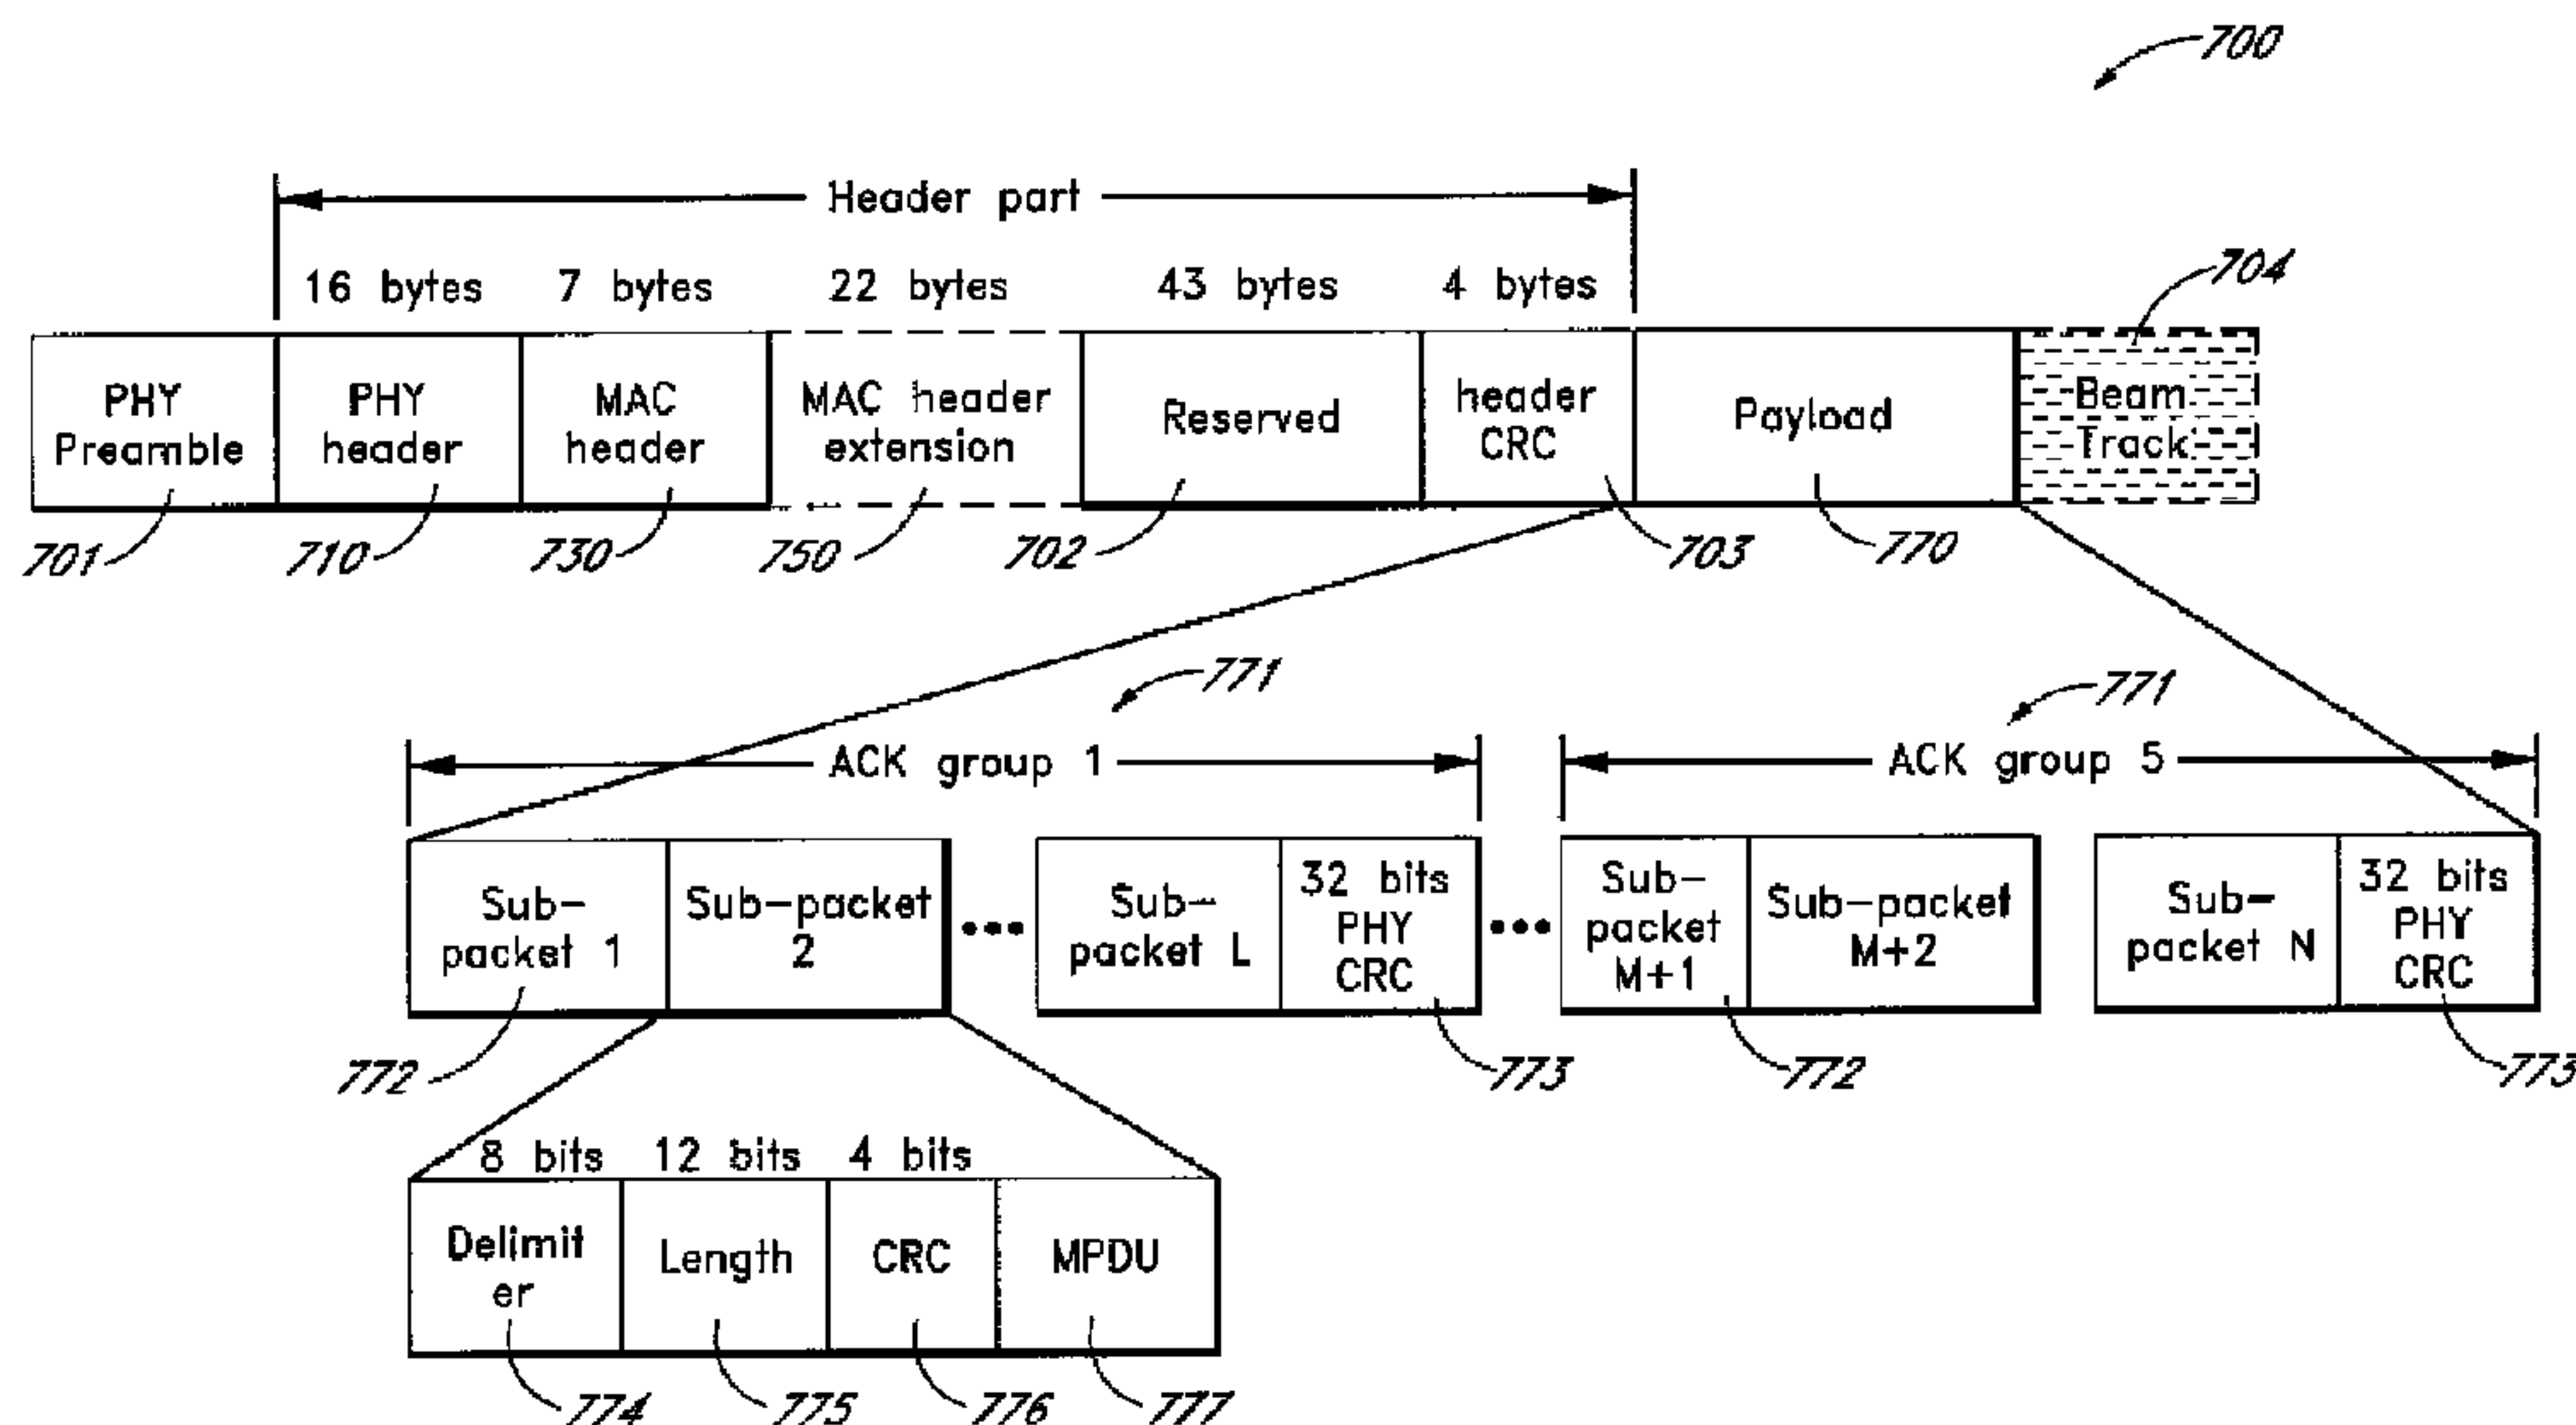 700
Header part
704
16 bytes
7 bytes
22 bytes
43 bytes
4 bytes
PHY
Preamble
PHY
header
MAC
header
MAC header
extension
Reserved
header
CRC
Payload
Beam
Track
701
710
730
750
702
703
770
771
771
ACK group 1
ACK group 5
Sub-
packet 1
Sub-packet
2
Sub-
packet L
32 bits
PHY
CRC
Sub-
packet
M+1
Sub-packet
M+2
Sub-
packet N
32 bits
PHY
CRC
772
773
772
773
8 bits
12 bits
4 bits
Delimit
er
Length
CRC
MPDU
774
775
776
777